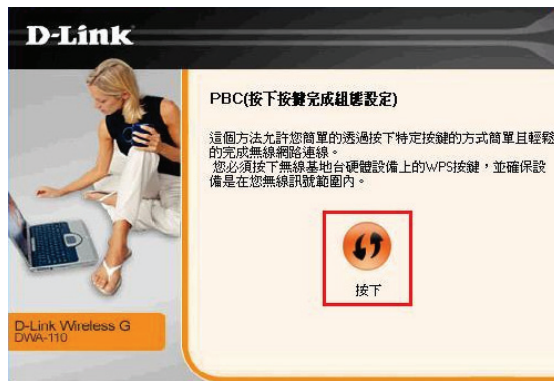 D-Link
PBC(按下按鍵完成組態設定)
這個方法允許您簡單的透過按下特定按鍵的方式簡單且輕鬆
的完成無線網路連線。
您必須按下無線基地台硬體設備上的WPS按鍵，並確保設
備是在您無線訊號範圍內。
按下
D-Link Wireless G
DWA-110